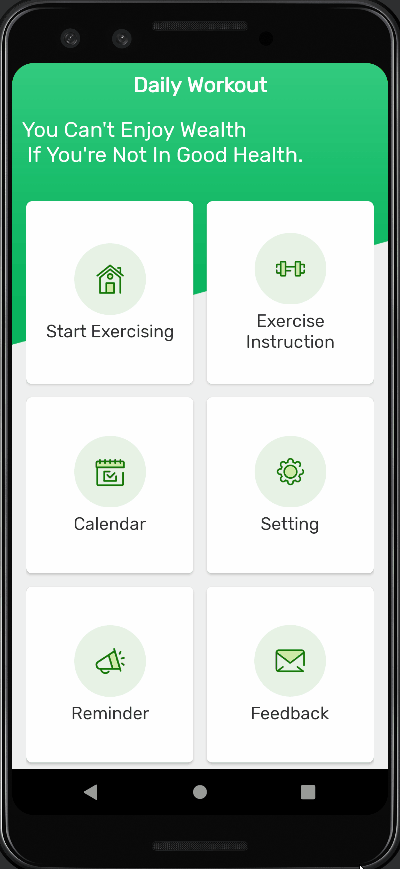 Daily Workout
You Can't Enjoy Wealth
If You're Not In Good Health.
Start Exercising
Exercise
Instruction
Calendar
Setting
Reminder
Feedback